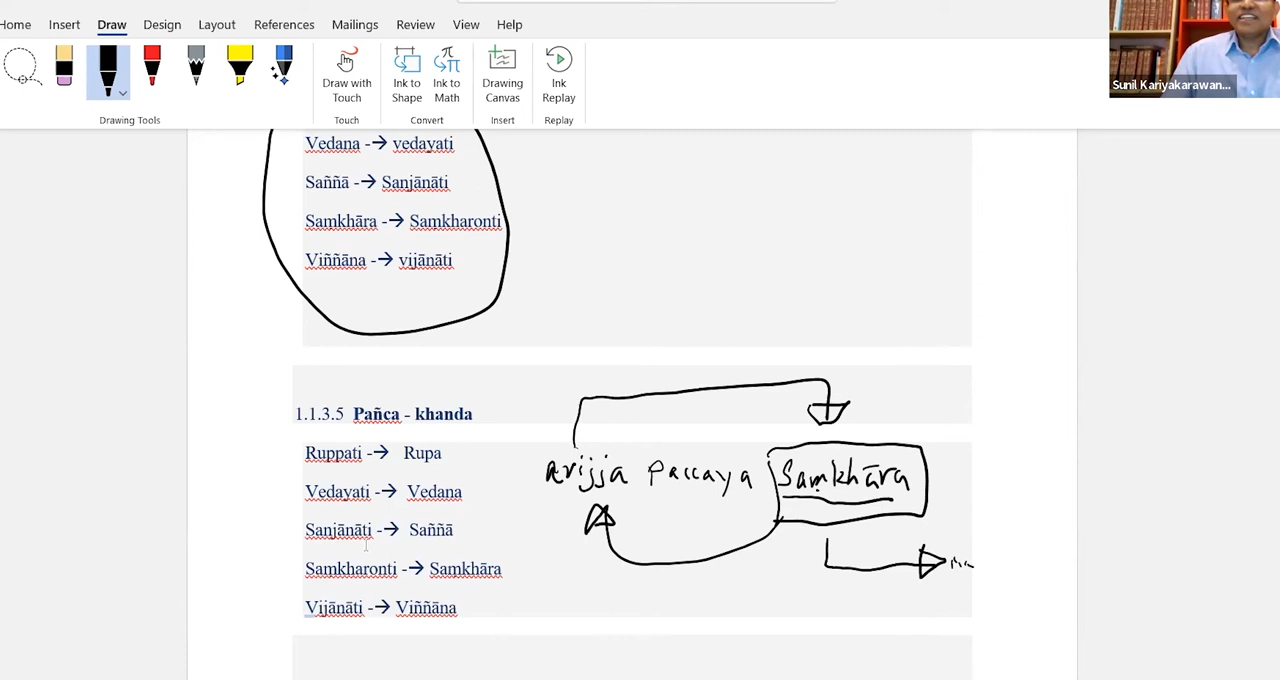 Home Insert Draw Design Layout References Mailings Review View Help
Draw with Touch
Ink to Shape
Ink to Math
Drawing Canvas
Ink Replay
Drawing Tools Touch Convert Insert Replay
Sunil Kariyakarawan...
Vedana -→ vedayati
Saññā -→ Sanjānāti
Samkhāra -→ Samkharonti
Viññāna -→ vijānāti
1.1.3.5 Pañca - khanda
Ruppati -→ Rupa
Vedayati -→ Vedana
Sanjānāti -→ Saññā
Samkharonti -→ Samkhāra
Vijānāti -→ Viññāna
Avijja Paccaya Saṃkhāra